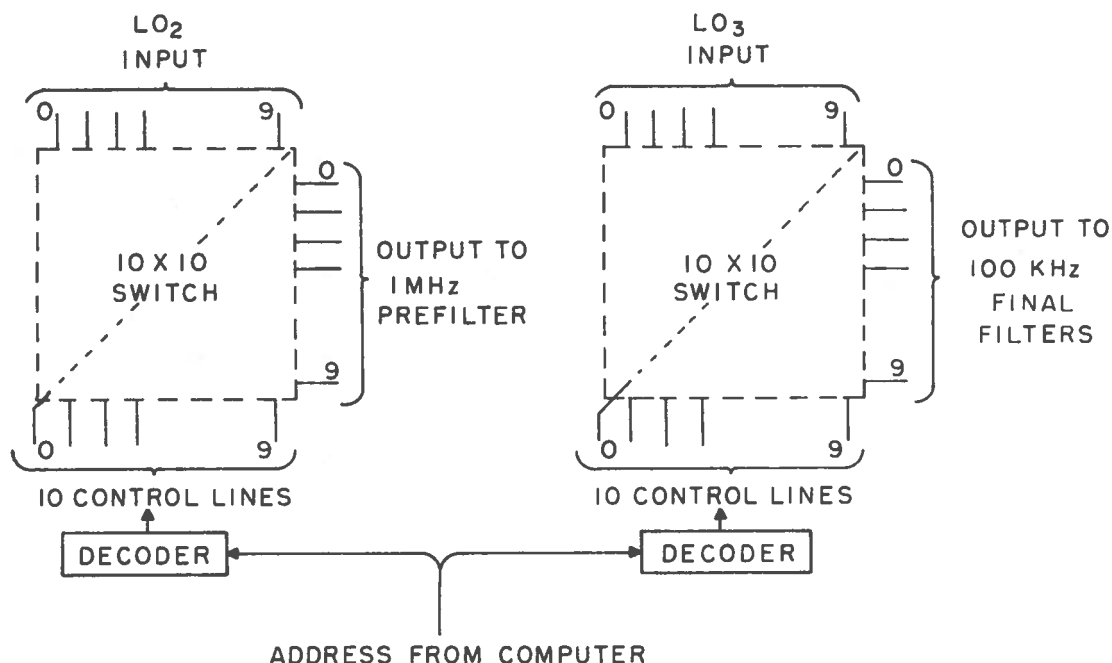 LO2
INPUT
0 9
0
OUTPUT TO
1MHz
PREFILTER
10 X 10
SWITCH
9
0 9
10 CONTROL LINES
DECODER
LO3
INPUT
0 9
0
OUTPUT TO
100 KHz
FINAL
FILTERS
10 X 10
SWITCH
9
0 9
10 CONTROL LINES
DECODER
ADDRESS FROM COMPUTER